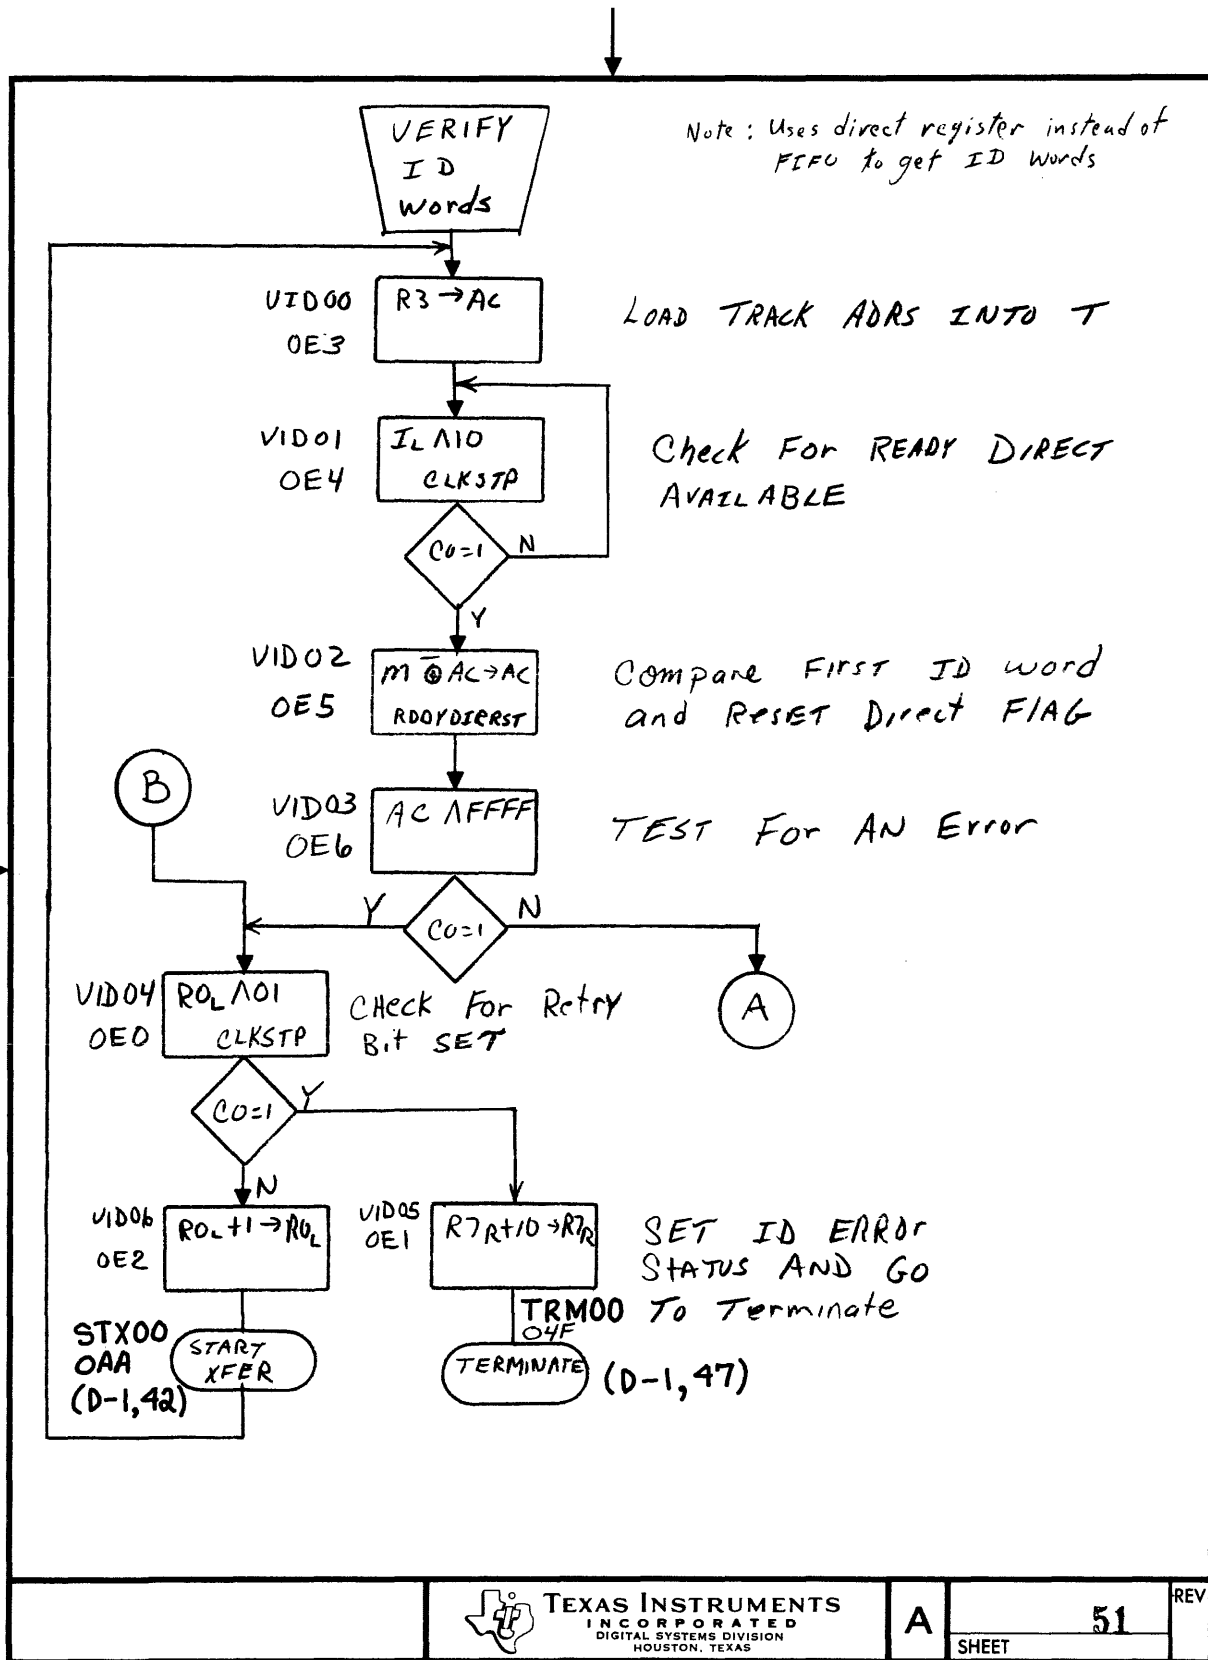 VERIFY
ID
Words
Note: Uses direct register instead of
FIFO to get ID Words
VID00
0E3
R3→AC
LOAD TRACK ADRS INTO T
VID01
0E4
IL Λ10
CLKSTP
Check For READY DIRECT
AVAILABLE
C0=1
N
Y
VID02
0E5
M ⊕̅ AC→AC
RDDYDIRRST
Compare FIRST ID word
and RESET Direct FLAG
B
VID03
0E6
AC ΛFFFF
TEST For AN Error
Y
C0=1
N
A
VID04
0E0
R0L Λ01
CLKSTP
CHeck For Retry
Bit SET
C0=1
Y
N
VID06
0E2
R0L+1→R0L
VID05
0E1
R7R+10→R7R
SET ID ERROr
STATUS AND GO
To Terminate
TRM00
04F
STX00
0AA
(D-1,42)
START
XFER
TERMINATE
(D-1,47)
TEXAS INSTRUMENTS
INCORPORATED
DIGITAL SYSTEMS DIVISION
HOUSTON, TEXAS
A
51
SHEET
REV